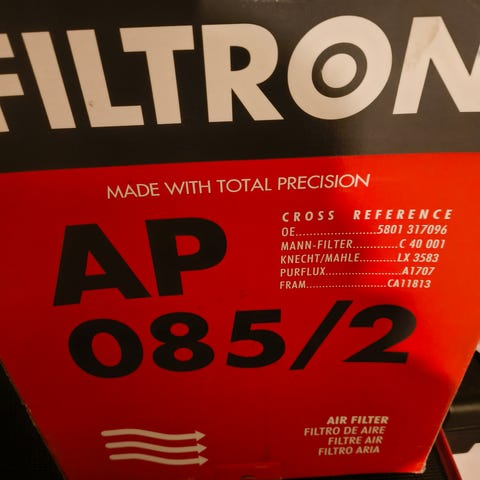 FILTRON
MADE WITH TOTAL PRECISION
AP
085/2
CROSS REFERENCE
OE....................5801 317096
MANN-FILTER............C 40 001
KNECHT/MAHLE.........LX 3583
PURFLUX...................A1707
FRAM...........................CA11813
AIR FILTER
FILTRO DE AIRE
FILTRE AIR
FILTRO ARIA